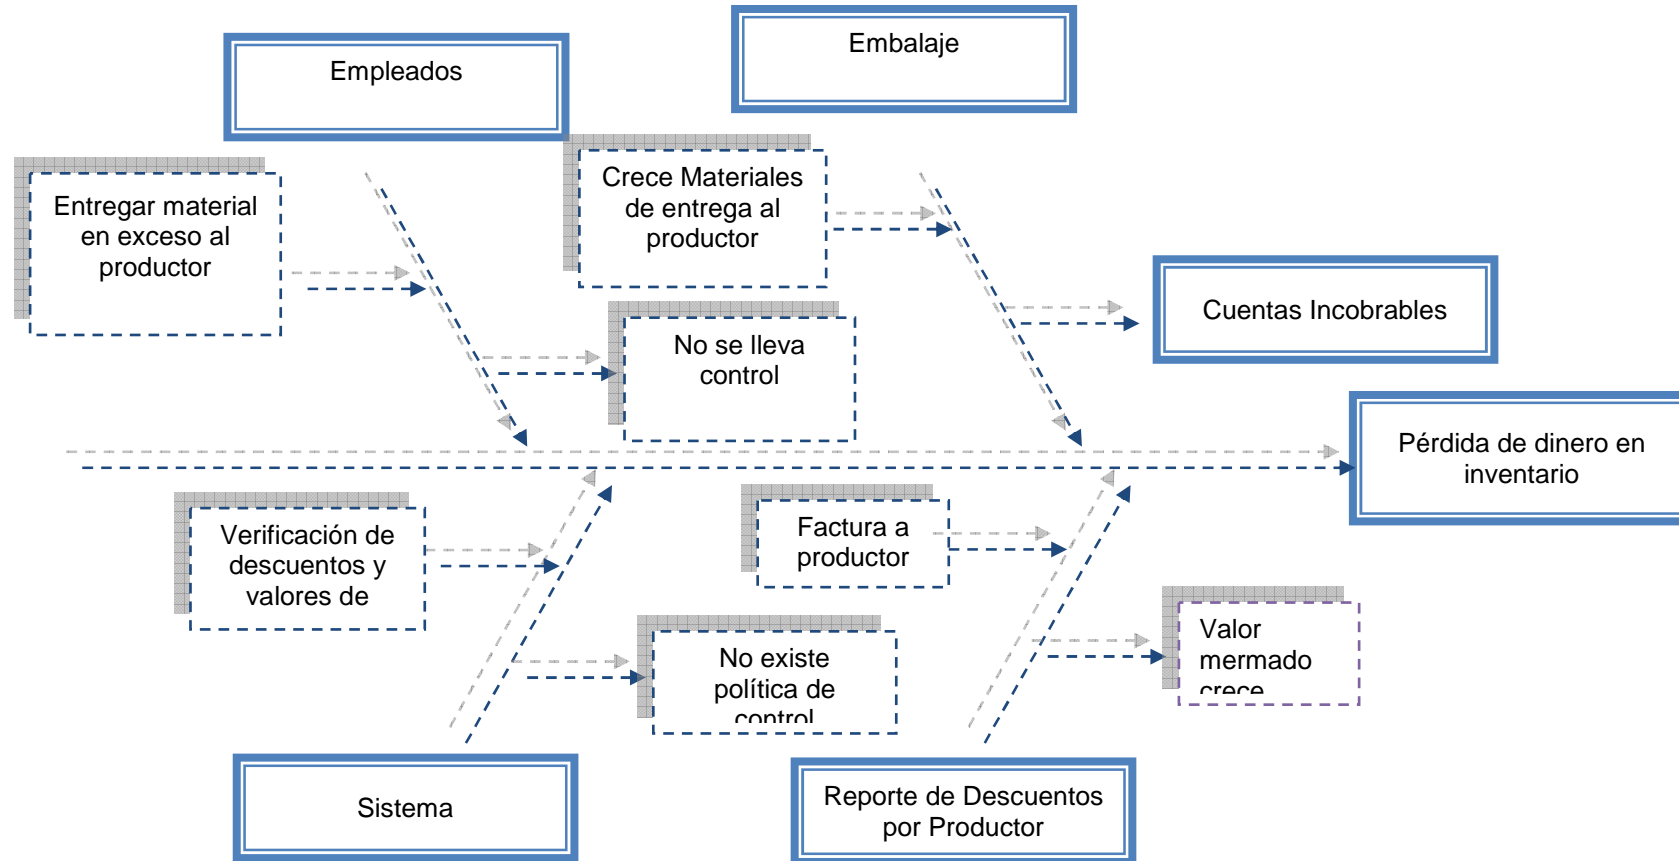 Embalaje
Empleados
Crece Materiales
de entrega al
productor
Entregar material
en exceso al
productor
Cuentas Incobrables
No se lleva
control
Pérdida de dinero en
inventario
Verificación de
descuentos y
valores de
Factura a
productor
Valor
mermado
crece
No existe
política de
control
Sistema
Reporte de Descuentos
por Productor